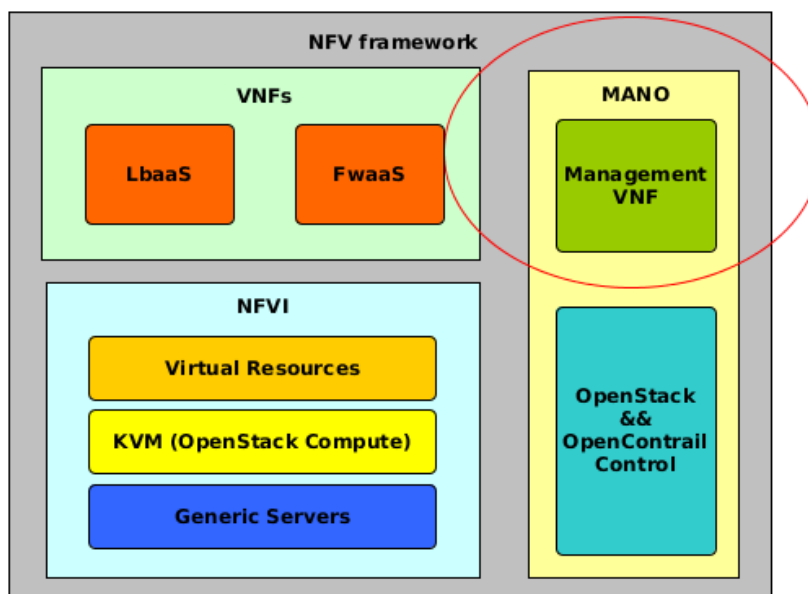 NFV framework
VNFs
LbaaS
FwaaS
MANO
Management
VNF
NFVI
Virtual Resources
KVM (OpenStack Compute)
Generic Servers
OpenStack
&&
OpenContrail
Control